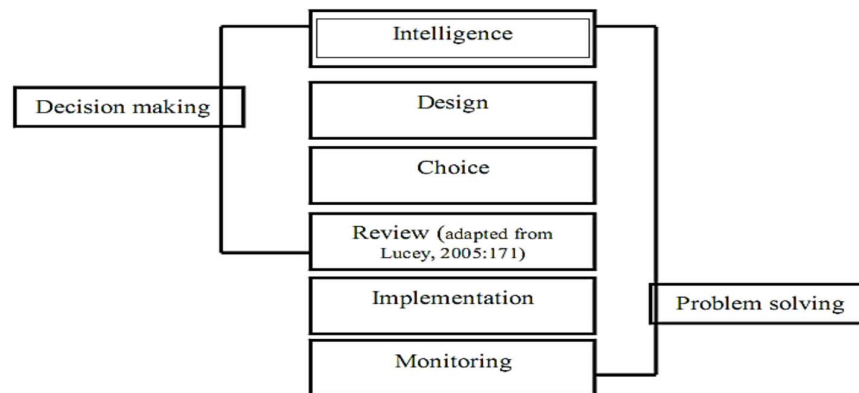 Intelligence
Decision making
Design
Choice
Review (adapted from
Lucey, 2005:171)
Implementation
Problem solving
Monitoring